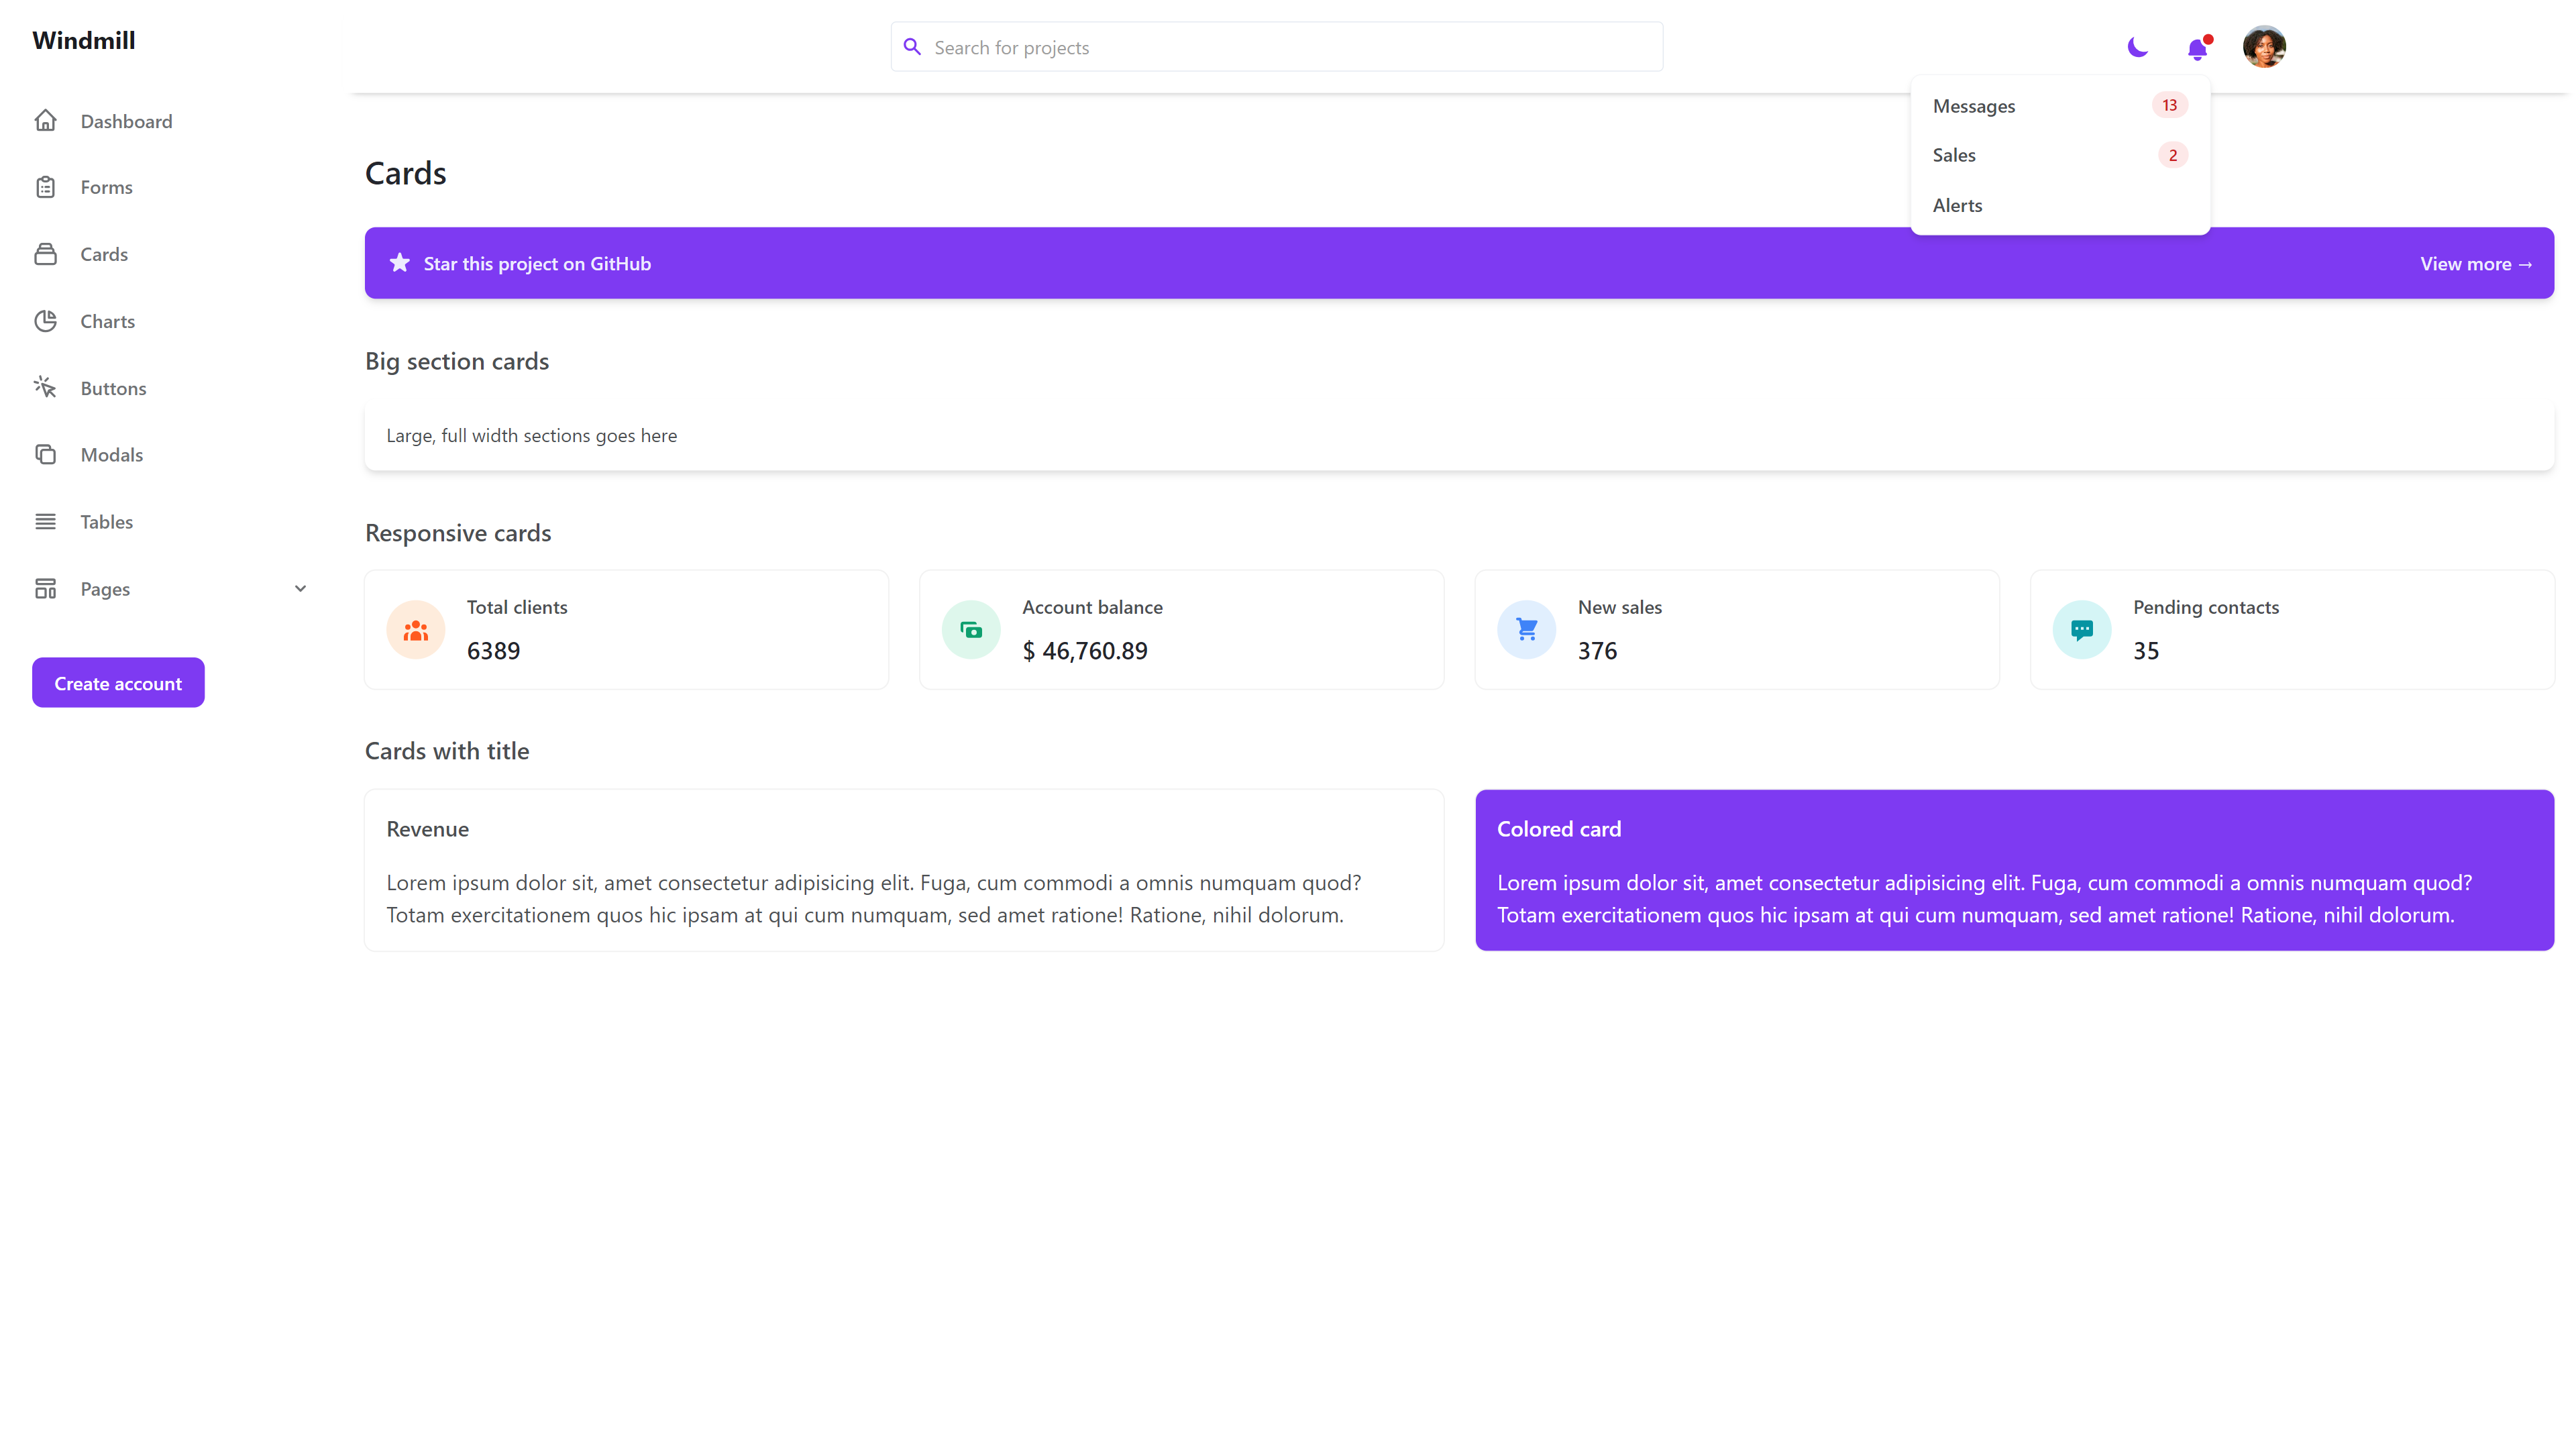 Windmill
Search for projects
Dashboard
Forms
Cards
Charts
Buttons
Modals
Tables
Pages
Create account
Messages 13
Sales 2
Alerts
Cards
Star this project on GitHub
View more →
Big section cards
Large, full width sections goes here
Responsive cards
Total clients
6389
Account balance
$ 46,760.89
New sales
376
Pending contacts
35
Cards with title
Revenue
Lorem ipsum dolor sit, amet consectetur adipisicing elit. Fuga, cum commodi a omnis numquam quod?
Totam exercitationem quos hic ipsam at qui cum numquam, sed amet ratione! Ratione, nihil dolorum.
Colored card
Lorem ipsum dolor sit, amet consectetur adipisicing elit. Fuga, cum commodi a omnis numquam quod?
Totam exercitationem quos hic ipsam at qui cum numquam, sed amet ratione! Ratione, nihil dolorum.